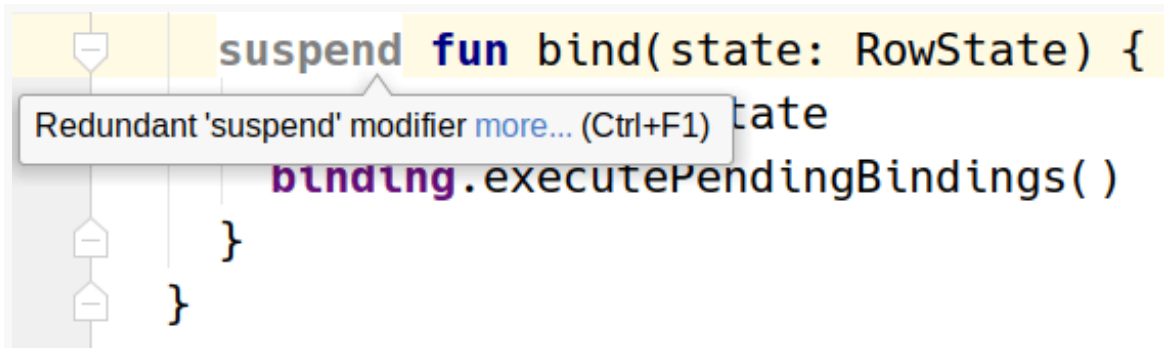 suspend fun bind(state: RowState) {
Redundant 'suspend' modifier more... (Ctrl+F1)
tate
binding.executePendingBindings()
}
}